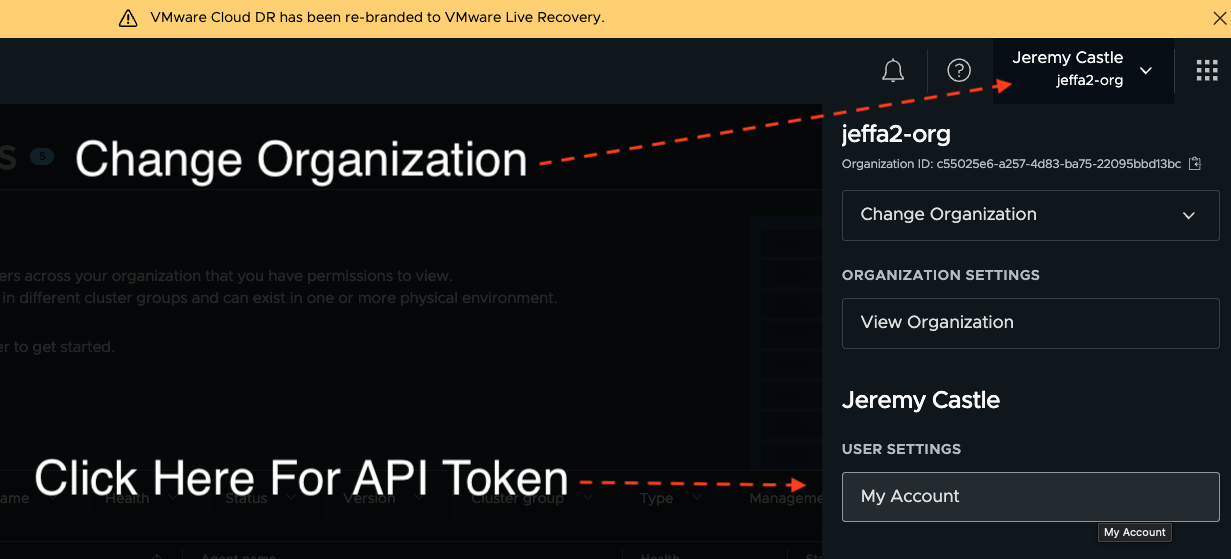 VMware Cloud DR has been re-branded to VMware Live Recovery.
Jeremy Castle
jeffa2-org
5
Change Organization
jeffa2-org
Organization ID: c55025e6-a257-4d83-ba75-22095bbd13bc
Change Organization
ers across your organization that you have permissions to view.
in different cluster groups and can exist in one or more physical environment.
er to get started.
ORGANIZATION SETTINGS
View Organization
Jeremy Castle
USER SETTINGS
Click Here For API Token
My Account
ame Health Status Version Cluster group Type Manageme
My Account
Agent name Health Sta